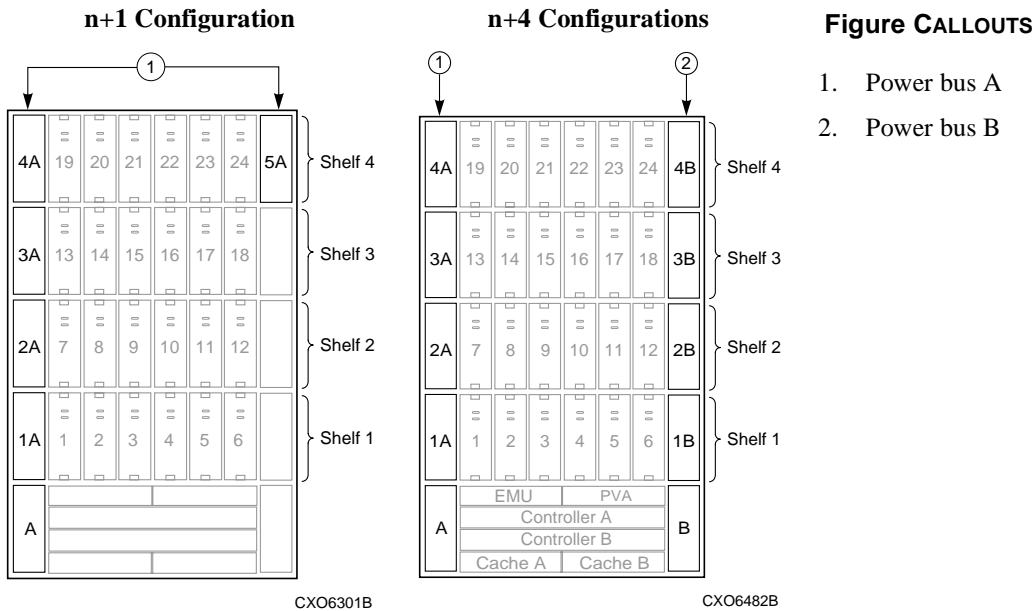 n+1 Configuration
1
4A 19 20 21 22 23 24 5A Shelf 4
3A 13 14 15 16 17 18 Shelf 3
2A 7 8 9 10 11 12 Shelf 2
1A 1 2 3 4 5 6 Shelf 1
A
CXO6301B
n+4 Configurations
1 2
4A 19 20 21 22 23 24 4B Shelf 4
3A 13 14 15 16 17 18 3B Shelf 3
2A 7 8 9 10 11 12 2B Shelf 2
1A 1 2 3 4 5 6 1B Shelf 1
EMU PVA
A Controller A B
Controller B
Cache A Cache B
CXO6482B
Figure CALLOUTS
1. Power bus A
2. Power bus B